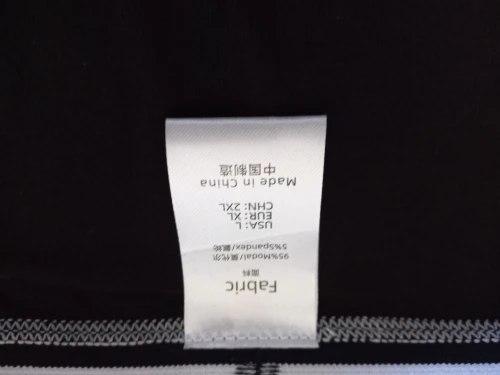 Fabric
面料
95%Modal/莫代尔
5%Spandex/氨纶
USA: L
EUR: XL
CHN: 2XL
Made in China
中国制造